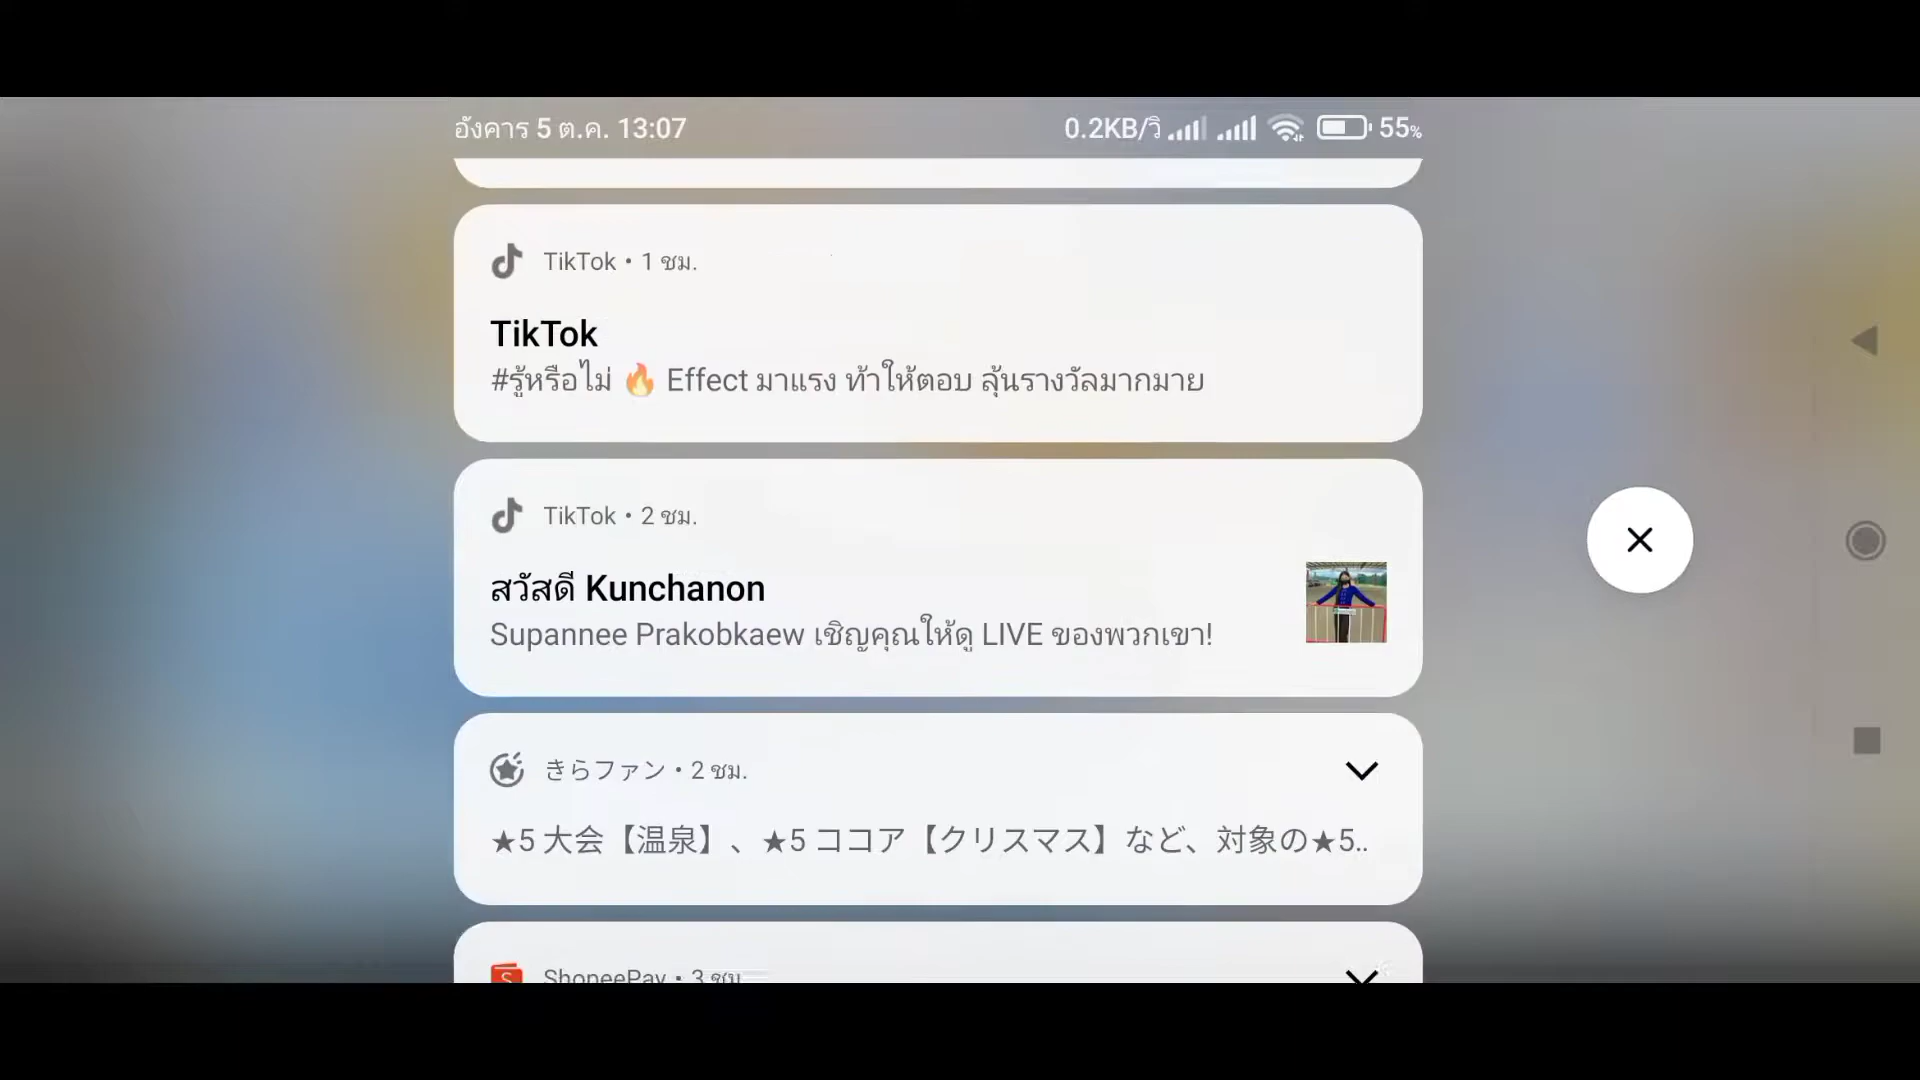 อังคาร 5 ต.ค. 13:07
0.2KB/วิ 55%
TikTok • 1 ชม.
TikTok
#รู้หรือไม่ 🔥 Effect มาแรง ท้าให้ตอบ ลุ้นรางวัลมากมาย
TikTok • 2 ชม.
สวัสดี Kunchanon
Supannee Prakobkaew เชิญคุณให้ดู LIVE ของพวกเขา!
きらファン • 2 ชม.
★5 大会【温泉】、★5 ココア【クリスマス】など、対象の★5..
ShopeePay • 3 ชม.